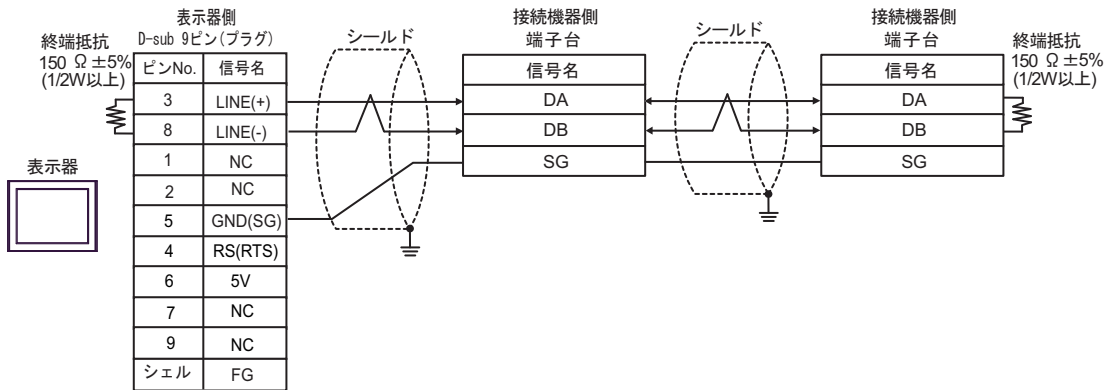 表示器側
D-sub 9ピン(プラグ)
終端抵抗
150 Ω ±5%
(1/2W以上)
ピンNo. 信号名
3 LINE(+)
8 LINE(-)
1 NC
2 NC
5 GND(SG)
4 RS(RTS)
6 5V
7 NC
9 NC
シェル FG
表示器
シールド
接続機器側
端子台
信号名
DA
DB
SG
シールド
接続機器側
端子台
信号名
DA
DB
SG
終端抵抗
150 Ω ±5%
(1/2W以上)